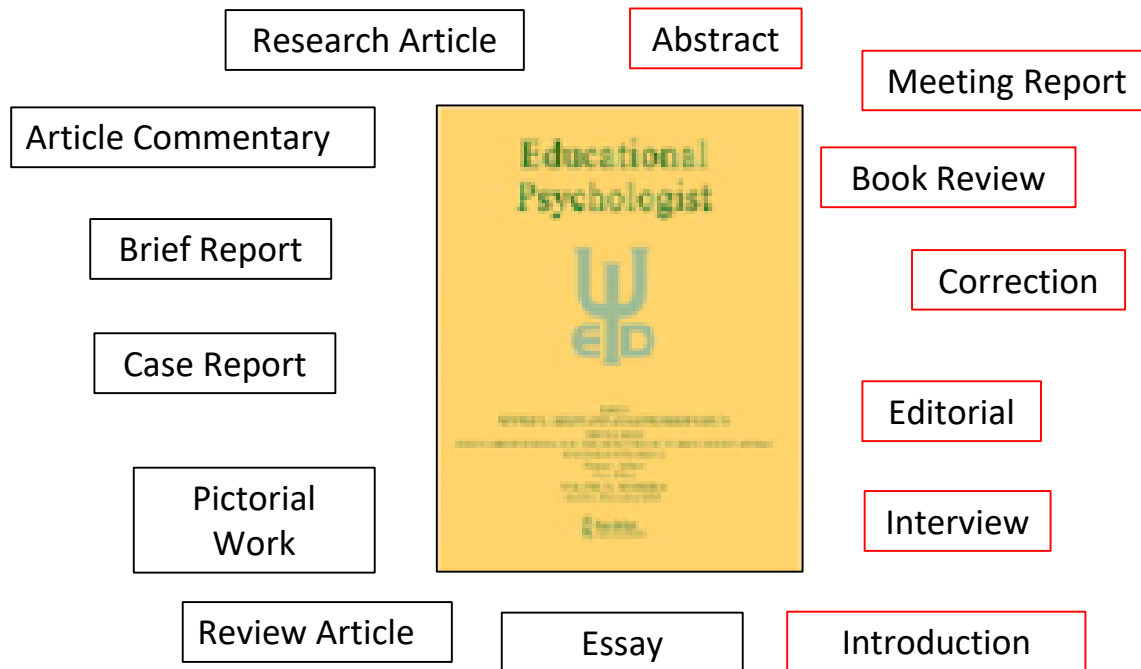 Research Article
Abstract
Meeting Report
Article Commentary
Educational
Psychologist
Book Review
Brief Report
Correction
E D
Case Report
Editorial
Pictorial
Work
Interview
Review Article
Essay
Introduction